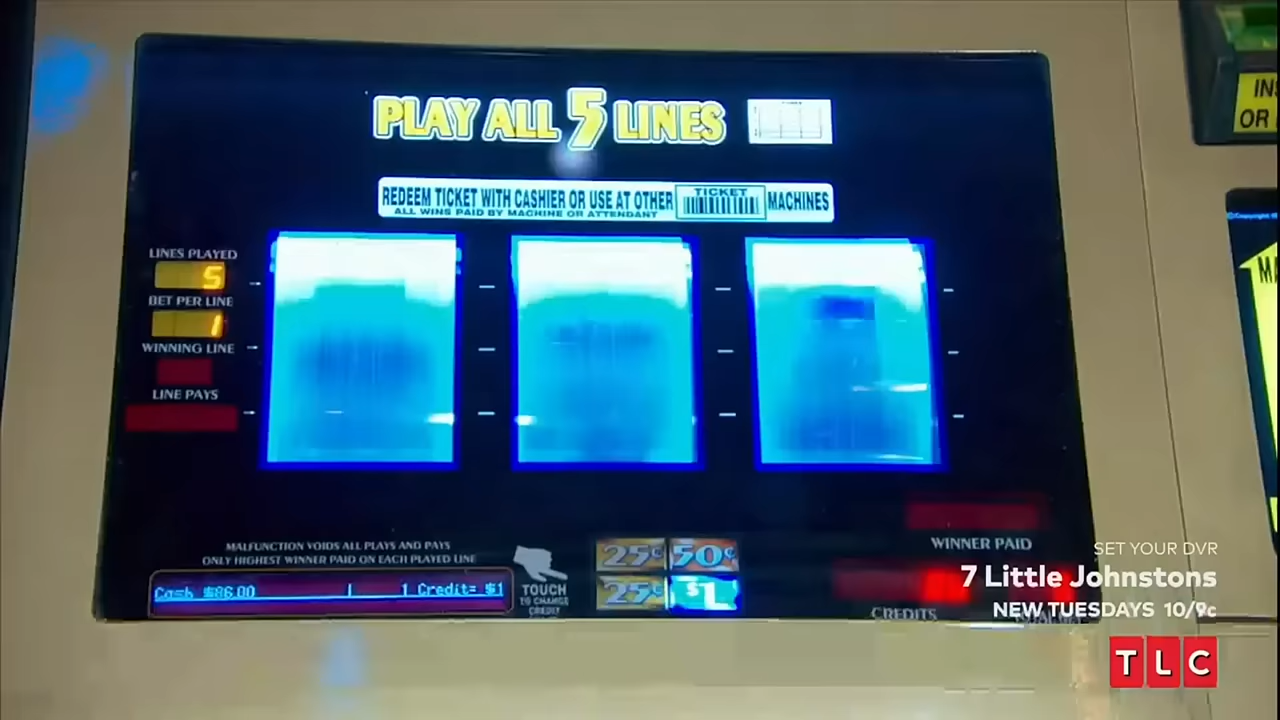 PLAY ALL 5 LINES
REDEEM TICKET WITH CASHIER OR USE AT OTHER TICKET MACHINES
ALL WINS PAID BY MACHINE OR ATTENDANT
LINES PLAYED
5
BET PER LINE
1
WINNING LINE
LINE PAYS
MALFUNCTION VOIDS ALL PLAYS AND PAYS
ONLY HIGHEST WINNER PAID ON EACH PLAYED LINE
Cash $86.00 1 Credit= $1
TOUCH
TO CHANGE
CREDIT
25¢ 50¢
25¢ $1
WINNER PAID
CREDITS
OR
SET YOUR DVR
7 Little Johnstons
NEW TUESDAYS 10/9c
TLC